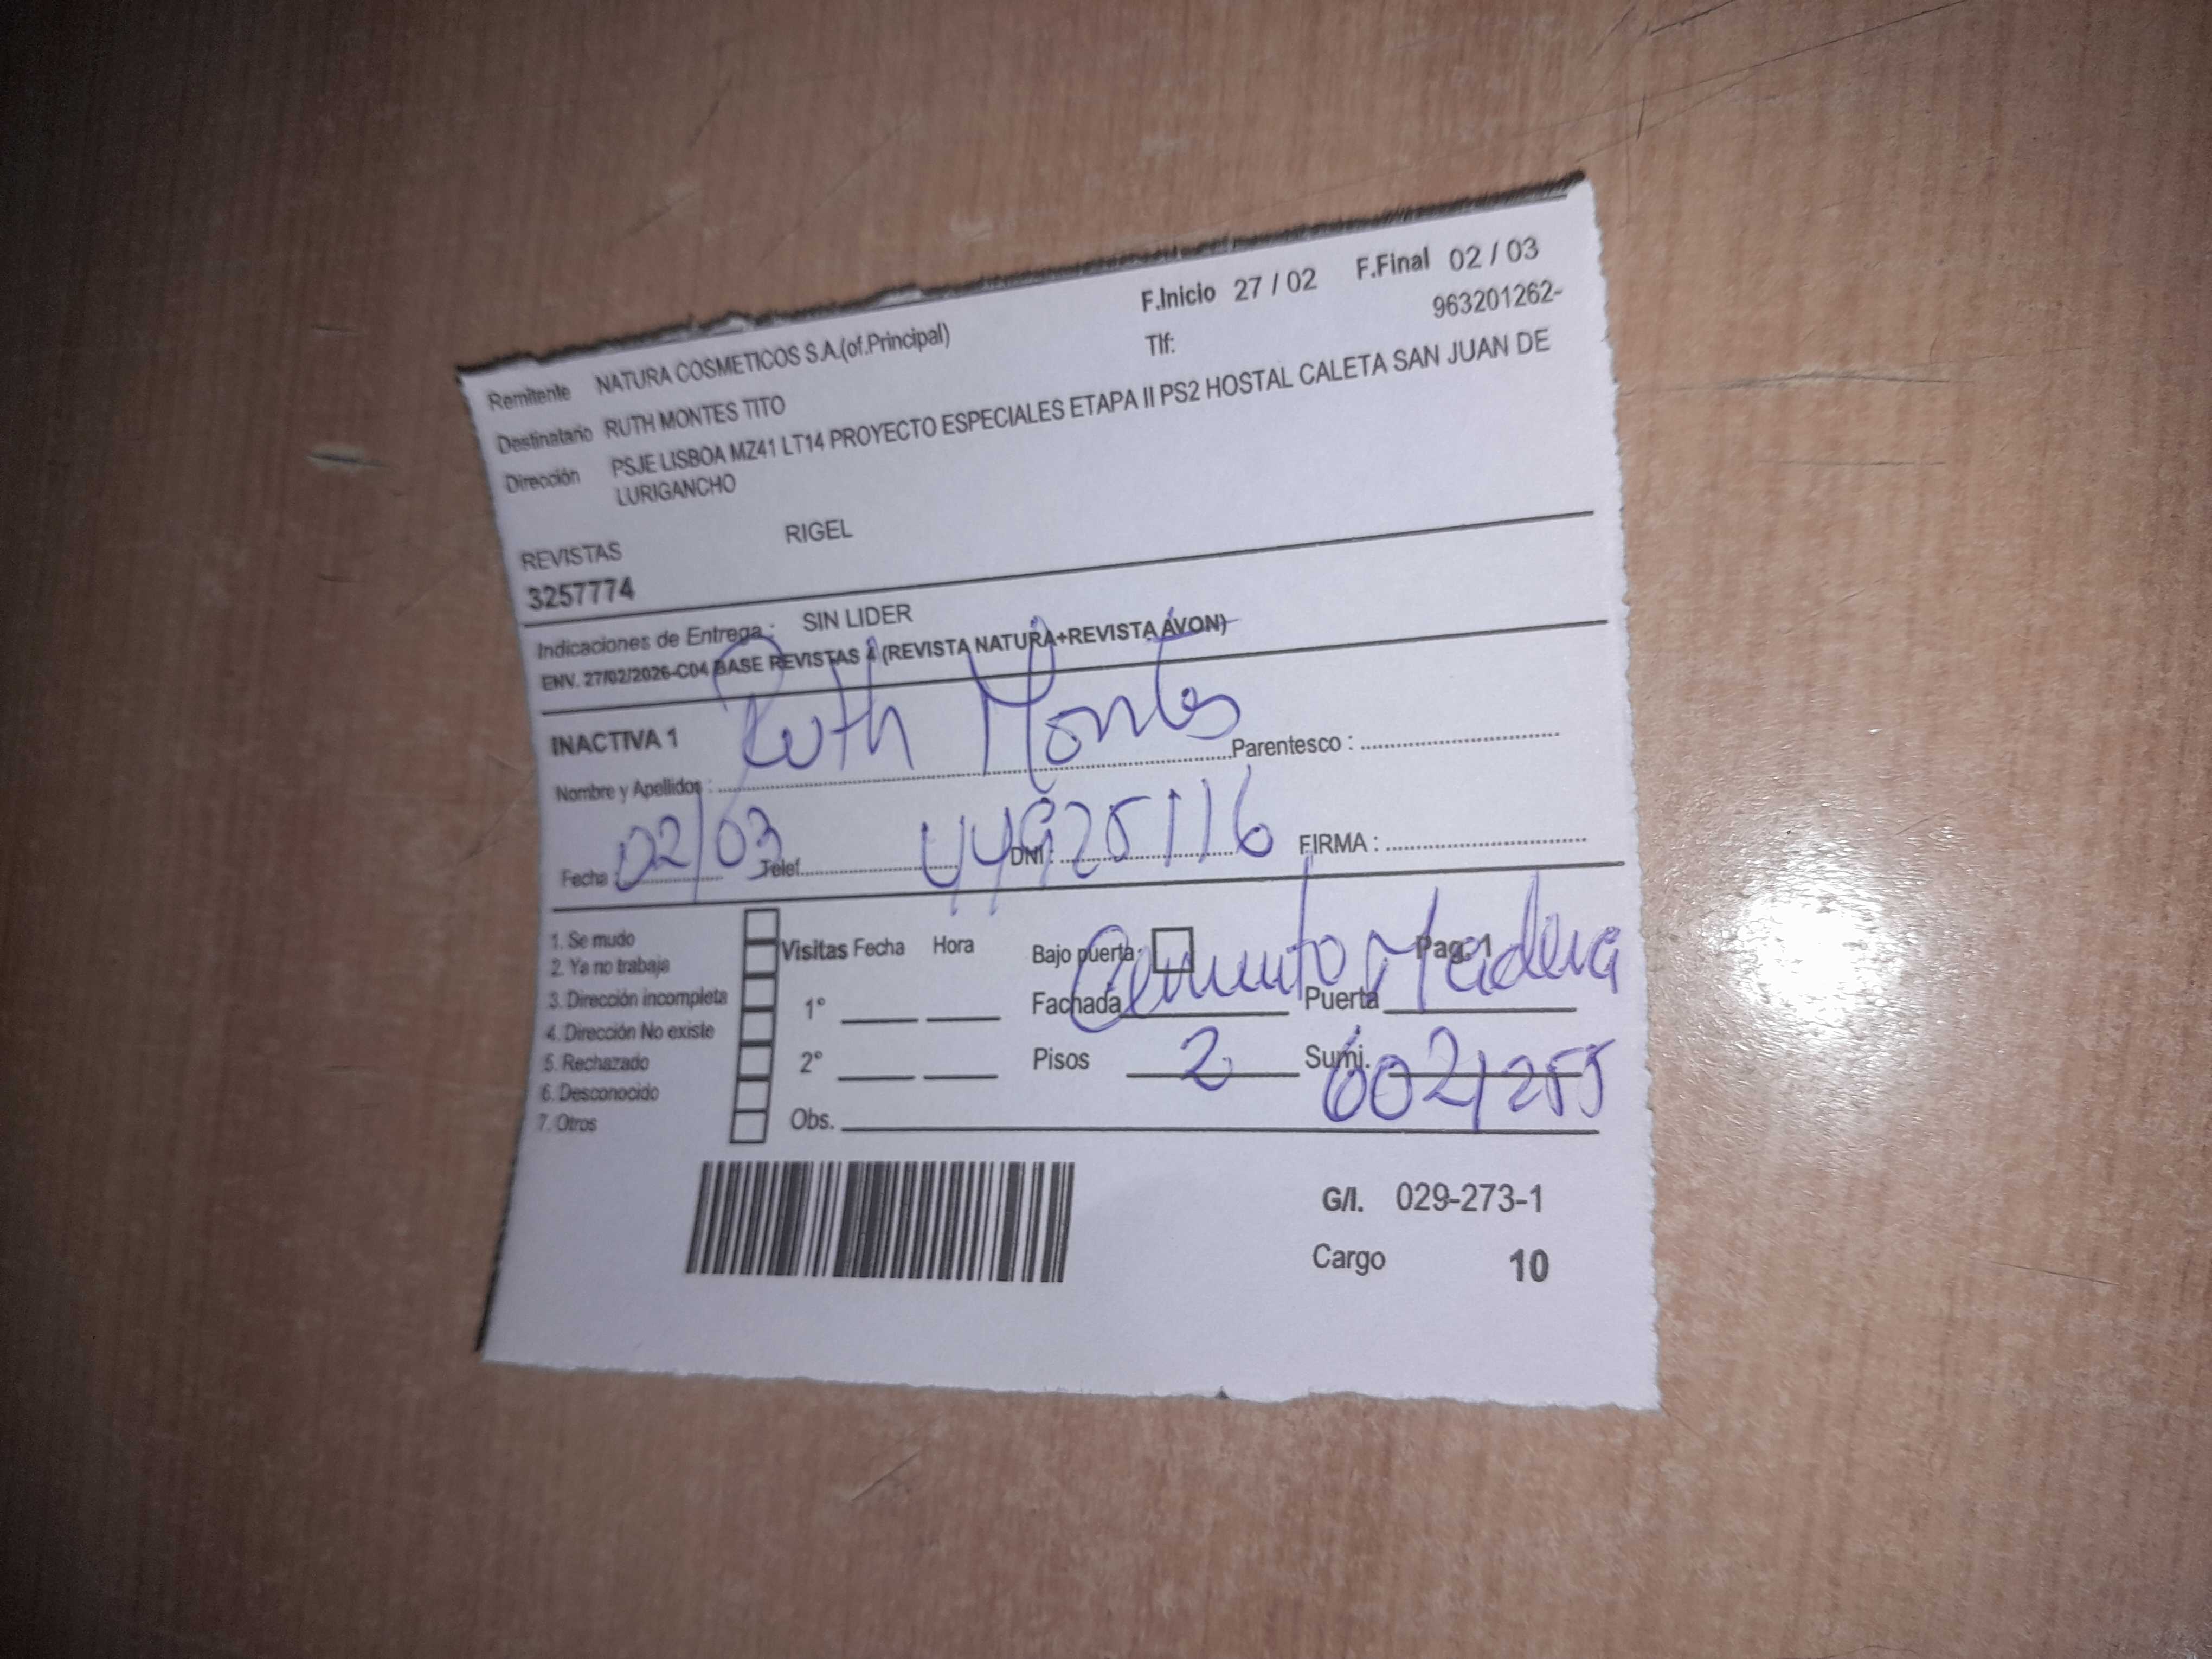 F.Inicio 27 / 02 F.Final 02 / 03
Remitente NATURA COSMETICOS S.A.(of.Principal) Tlf: 963201262-
Destinatario RUTH MONTES TITO
Dirección PSJE LISBOA MZ41 LT14 PROYECTO ESPECIALES ETAPA II PS2 HOSTAL CALETA SAN JUAN DE
LURIGANCHO
REVISTAS RIGEL
3257774
Indicaciones de Entrega : SIN LIDER
ENV. 27/02/2026-C04 BASE REVISTAS 4 (REVISTA NATURA+REVISTA AVON)
INACTIVA 1
Nombre y Apellidos : Ruth Montes Parentesco :
Fecha : 02/03 Telef. DNI : 44925116 FIRMA :
1. Se mudo
2. Ya no trabaja
3. Dirección incompleta
4. Dirección No existe
5. Rechazado
6. Desconocido
7. Otros
Visitas Fecha Hora Bajo puerta Pag. 1
1° Fachada Cemento Puerta Madera
2° Pisos 2 Sumi. 6021255
Obs.
G/I. 029-273-1
Cargo 10